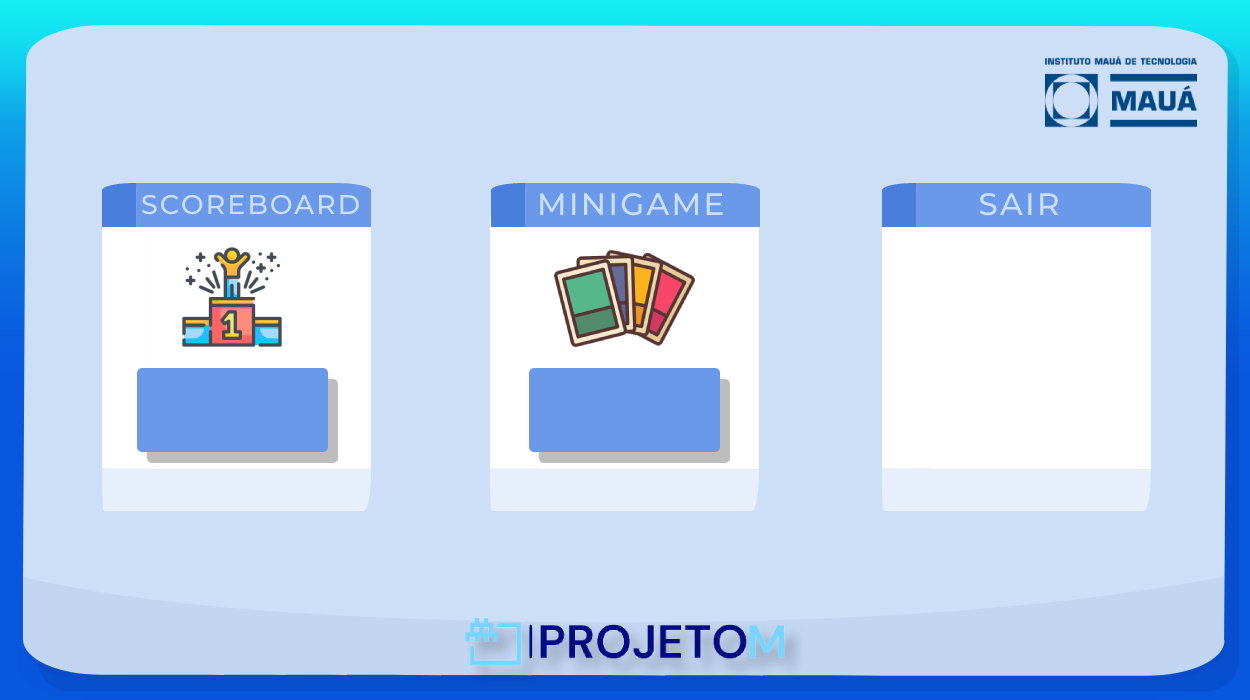 INSTITUTO MAUÁ DE TECNOLOGIA
MAUÁ
SCOREBOARD
MINIGAME
SAIR
1
PROJETOM